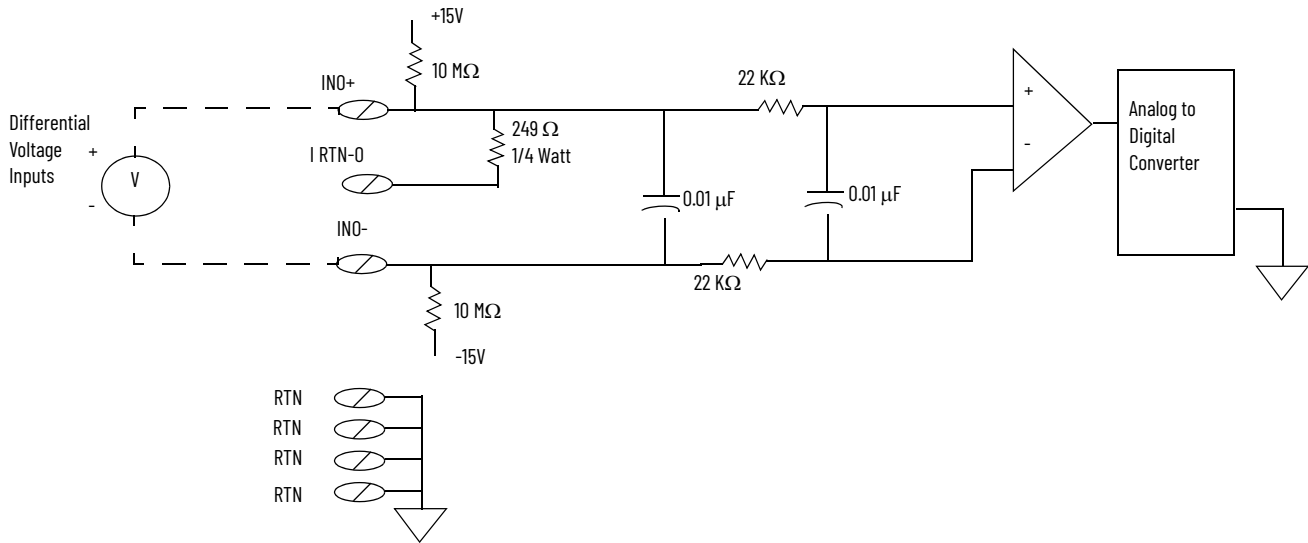 +15V
10 MΩ
IN0+
22 KΩ
Differential
Voltage
Inputs
+
V
-
249 Ω
1/4 Watt
I RTN-0
+
-
Analog to
Digital
Converter
0.01 μF
0.01 μF
IN0-
22 KΩ
10 MΩ
-15V
RTN
RTN
RTN
RTN